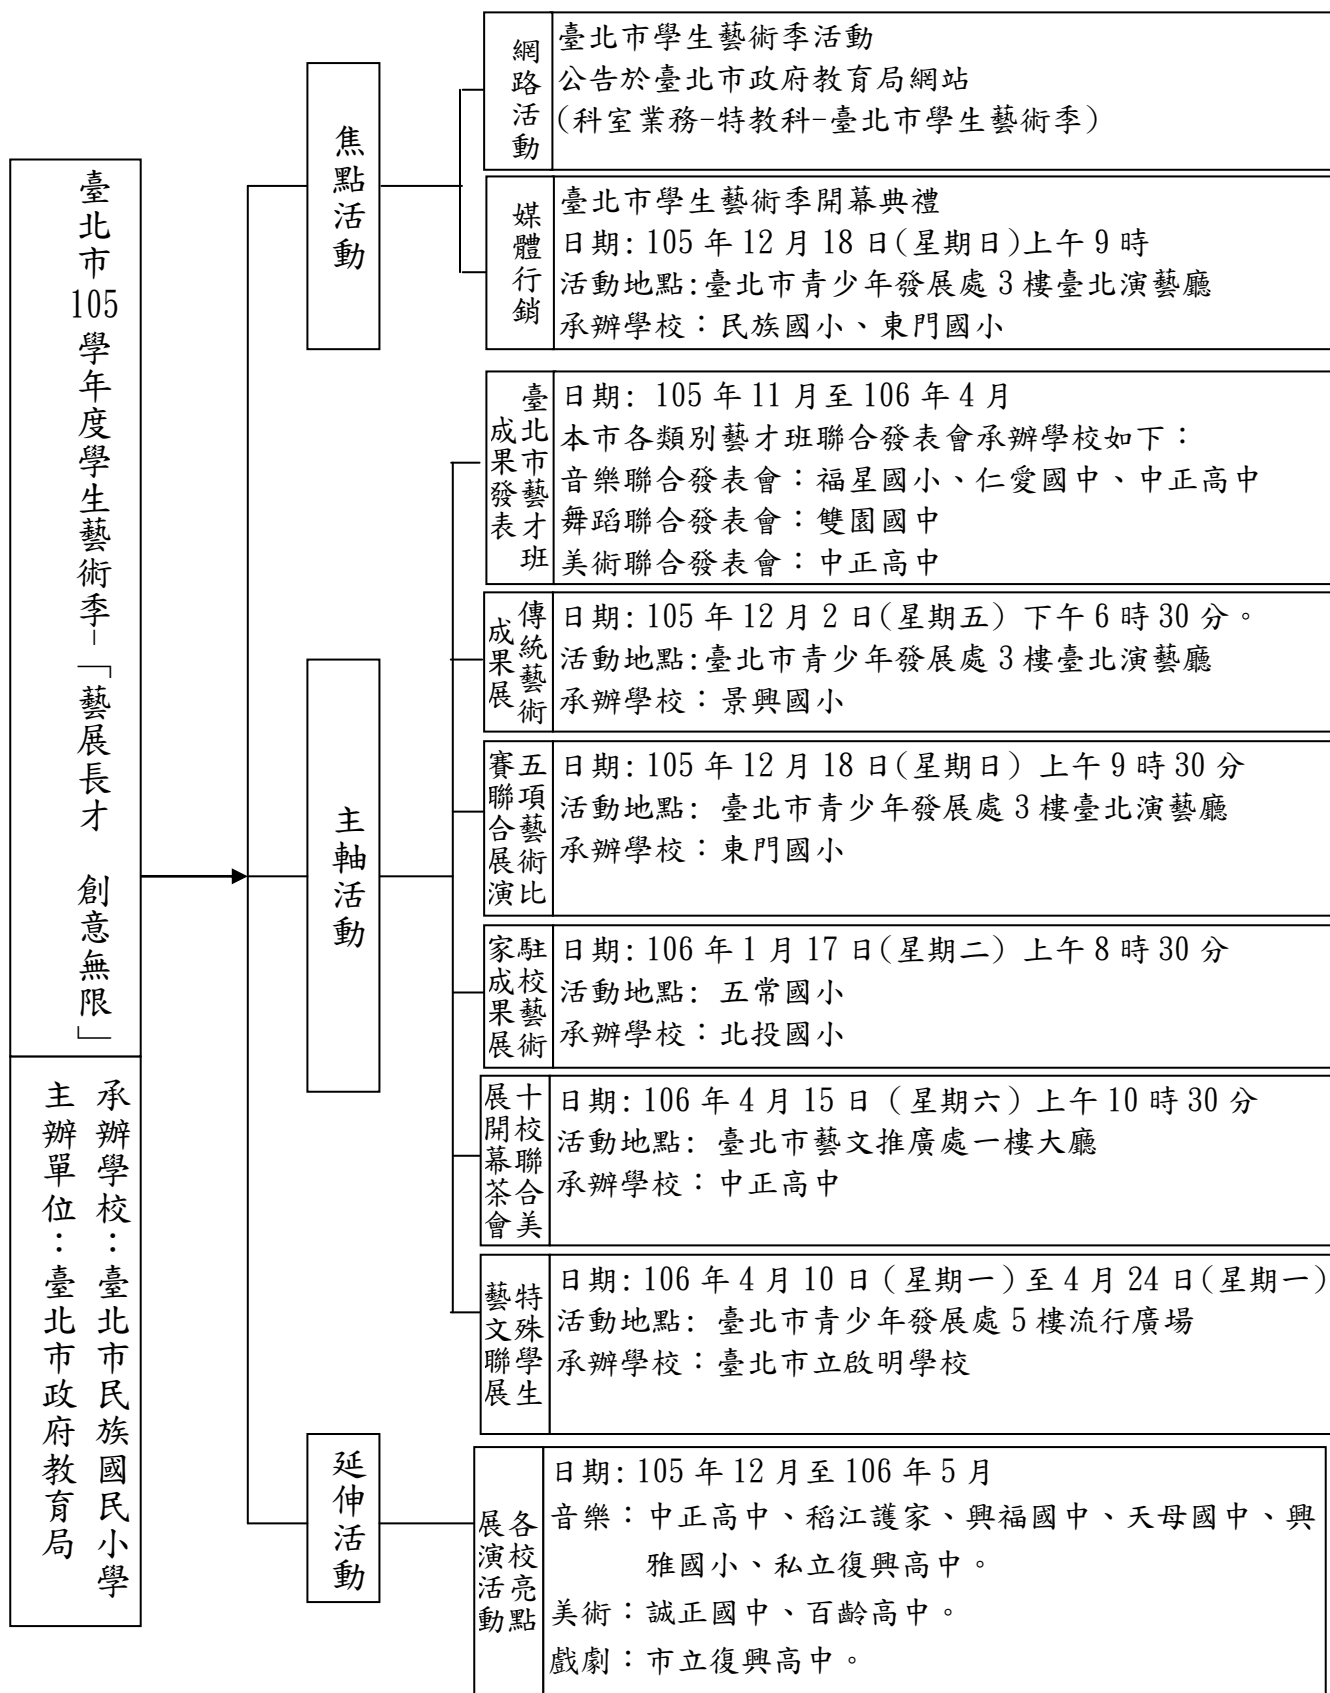 臺北市105學年度學生藝術季-「藝展長才　創意無限」
承辦學校：臺北市民族國民小學
主辦單位：臺北市政府教育局
焦點活動
網路活動
臺北市學生藝術季活動
公告於臺北市政府教育局網站
(科室業務-特教科-臺北市學生藝術季)
媒體行銷
臺北市學生藝術季開幕典禮
日期:105年12月18日(星期日)上午9時
活動地點:臺北市青少年發展處3樓臺北演藝廳
承辦學校：民族國小、東門國小
主軸活動
臺北市藝才班
成果發表
日期: 105年11月至106年4月
本市各類別藝才班聯合發表會承辦學校如下：
音樂聯合發表會：福星國小、仁愛國中、中正高中
舞蹈聯合發表會：雙園國中
美術聯合發表會：中正高中
傳統藝術
成果展
日期:105年12月2日(星期五) 下午6時30分。
活動地點:臺北市青少年發展處3樓臺北演藝廳
承辦學校：景興國小
五項藝術比
賽聯合展演
日期:105年12月18日(星期日) 上午9時30分
活動地點: 臺北市青少年發展處3樓臺北演藝廳
承辦學校：東門國小
駐校藝術
家成果展
日期:106年1月17日(星期二) 上午8時30分
活動地點: 五常國小
承辦學校：北投國小
十校聯合美
展開幕茶會
日期:106年4月15日（星期六）上午10時30分
活動地點: 臺北市藝文推廣處一樓大廳
承辦學校：中正高中
特殊學生
藝文聯展
日期:106年4月10日（星期一)至4月24日(星期一)
活動地點: 臺北市青少年發展處5樓流行廣場
承辦學校：臺北市立啟明學校
延伸活動
各校亮點
展演活動
日期:105年12月至106年5月
音樂：中正高中、稻江護家、興福國中、天母國中、興
雅國小、私立復興高中。
美術：誠正國中、百齡高中。
戲劇：市立復興高中。